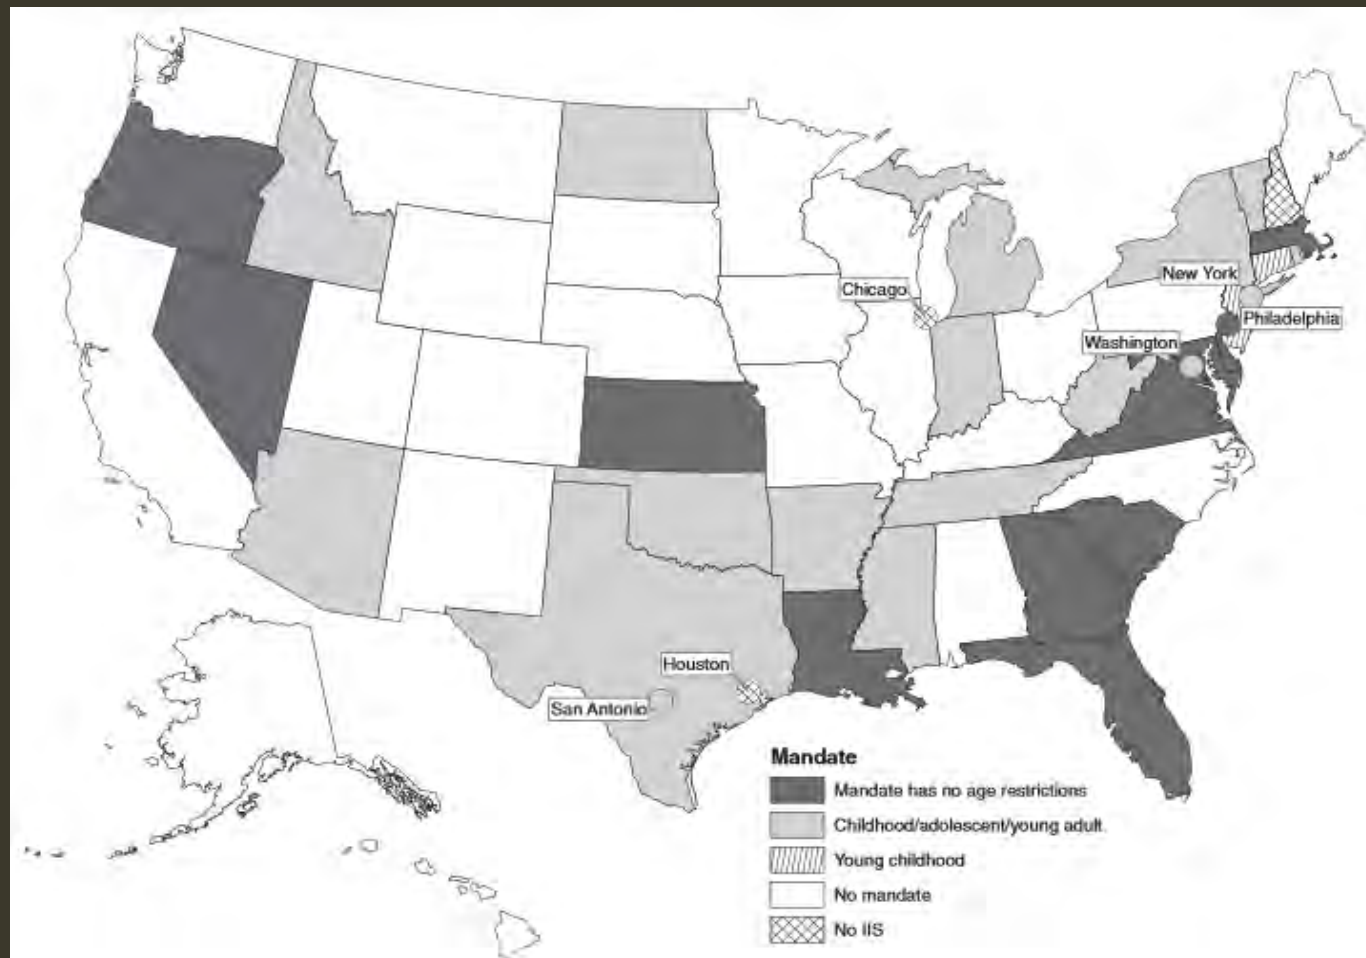 New York
Chicago
Philadelphia
Washington
Houston
San Antonio
Mandate
Mandate has no age restrictions
Childhood/adolescent/young adult
Young childhood
No mandate
No IIS